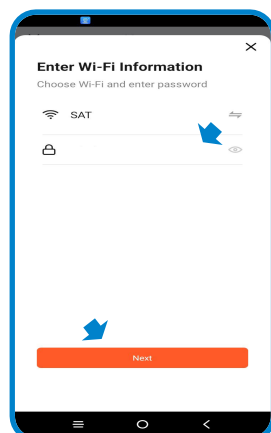 Enter Wi-Fi Information
Choose Wi-Fi and enter password
SAT
Next